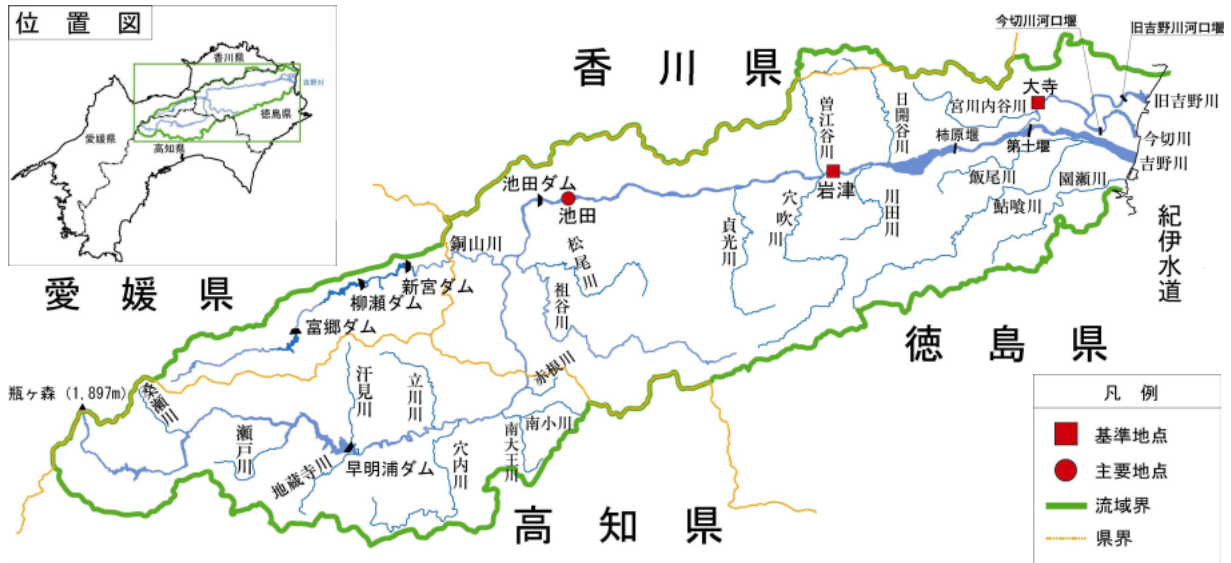 位置図
香川県
吉野川
徳島県
愛媛県
高知県
香川県
今切川河口堰
旧吉野川河口堰
大寺
宮川内谷川
旧吉野川
曽江谷川
日開谷川
柿原堰
第十堰
今切川
吉野川
池田ダム
池田
岩津
飯尾川
園瀬川
鮎喰川
穴吹川
川田川
貞光川
紀伊水道
銅山川
松尾川
新宮ダム
柳瀬ダム
富郷ダム
祖谷川
愛媛県
徳島県
瓶ヶ森（1,897m）
桑瀬川
汗見川
立川川
赤根川
瀬戸川
地蔵寺川
早明浦ダム
穴内川
南大王川
南小川
高知県
凡例
基準地点
主要地点
流域界
県界